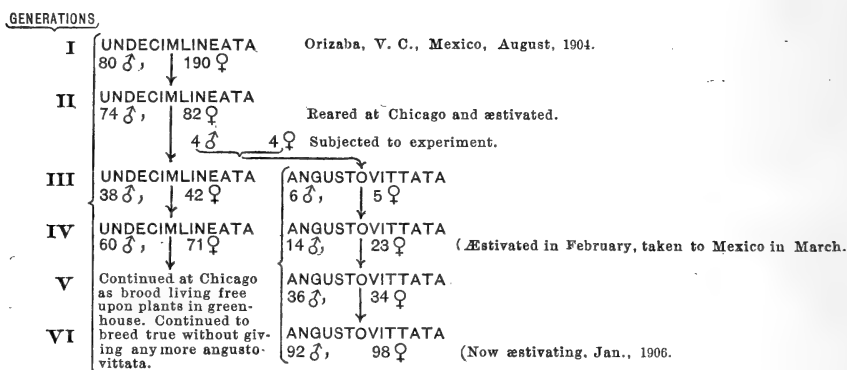 GENERATIONS
I UNDECIMLINEATA Orizaba, V. C., Mexico, August, 1904.
80 ♂, 190 ♀
II UNDECIMLINEATA
74 ♂, 82 ♀ Reared at Chicago and æstivated.
4 ♂ 4 ♀ Subjected to experiment.
III UNDECIMLINEATA ANGUSTOVITTATA
38 ♂, 42 ♀ 6 ♂, 5 ♀
IV UNDECIMLINEATA ANGUSTOVITTATA
60 ♂, 71 ♀ 14 ♂, 23 ♀ (Æstivated in February, taken to Mexico in March.
V Continued at Chicago
as brood living free
upon plants in green-
house. Continued to
breed true without giv-
ing any more angusto-
vittata.
ANGUSTOVITTATA
36 ♂, 34 ♀
VI ANGUSTOVITTATA
92 ♂, 98 ♀ (Now æstivating, Jan., 1906.